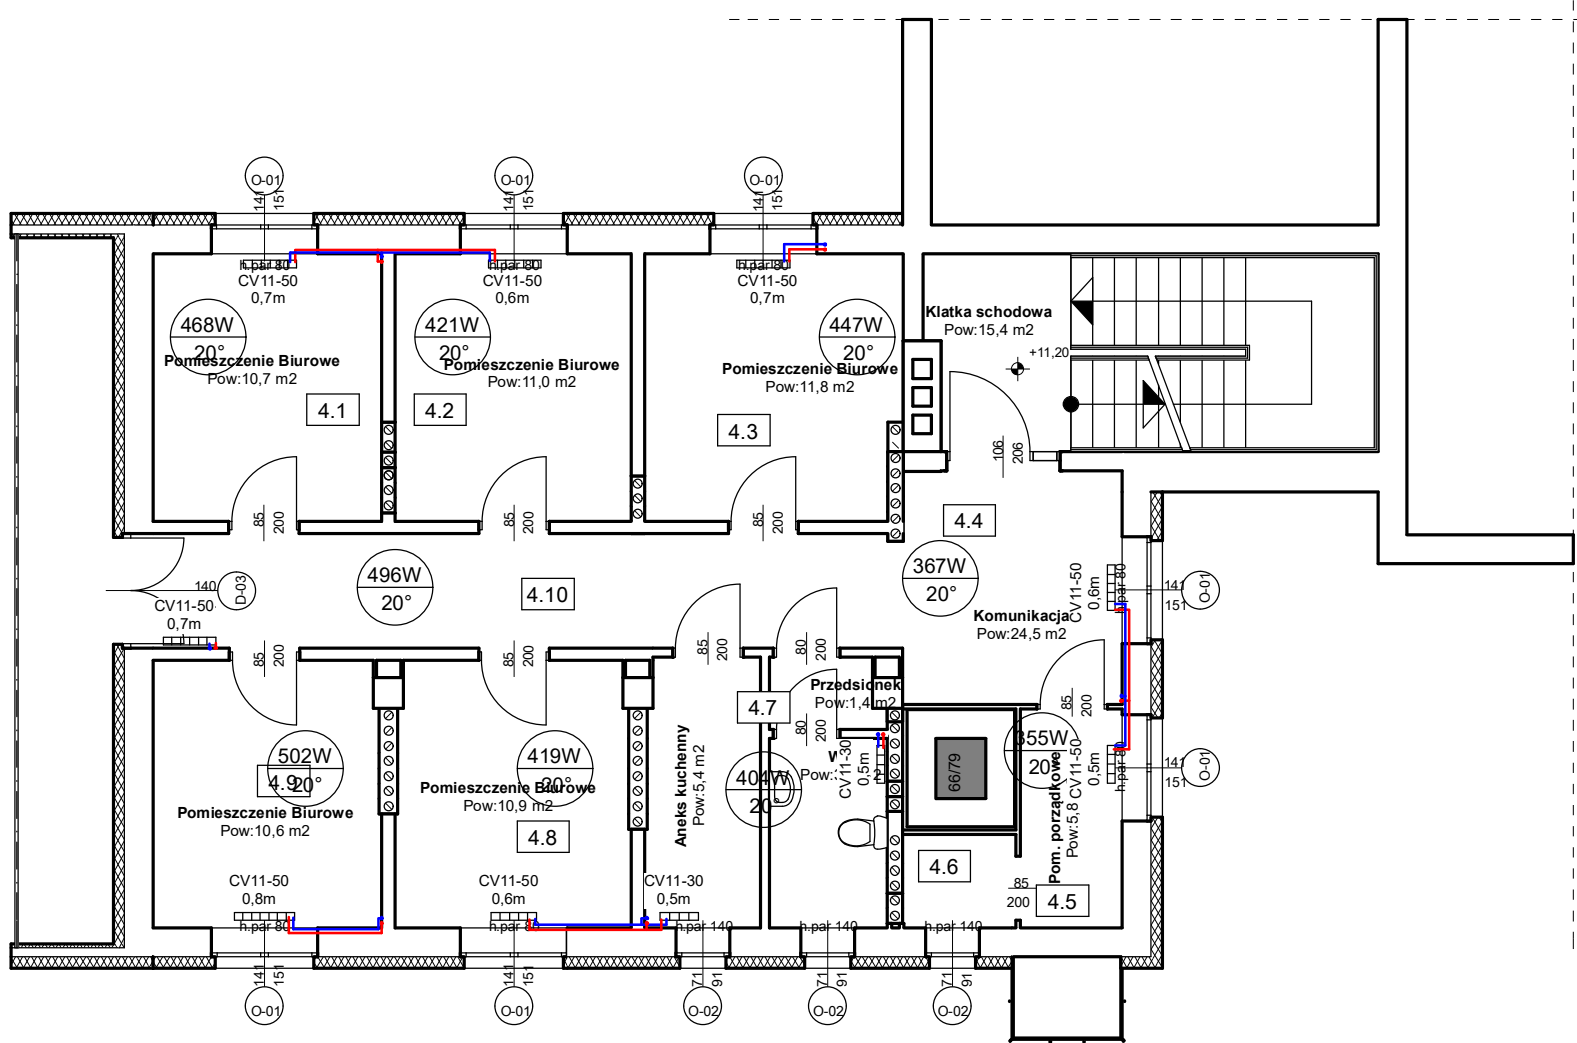 O-01
141
151
O-01
141
151
O-01
141
151
h.par 80
CV11-50
0,7m
h.par 80
CV11-50
0,6m
h.par 80
CV11-50
0,7m
468W
20°
Pomieszczenie Biurowe
Pow:10,7 m2
4.1
421W
20°
Pomieszczenie Biurowe
Pow:11,0 m2
4.2
447W
20°
Pomieszczenie Biurowe
Pow:11,8 m2
4.3
Klatka schodowa
Pow:15,4 m2
+11,20
106
206
85
200
85
200
85
200
4.4
496W
20°
4.10
367W
20°
Komunikacja
Pow:24,5 m2
140
D-03
CV11-50
0,7m
CV11-50
0,6m
h.par 80
141
151
O-01
85
200
85
200
85
200
80
200
85
200
Przedsionek
Pow:1,4 m2
4.7
80
200
502W
20°
4.9
Pomieszczenie Biurowe
Pow:10,6 m2
419W
20°
Pomieszczenie Biurowe
Pow:10,9 m2
4.8
Aneks kuchenny
Pow:5,4 m2
404W
20°
CV11-30
0,5m
66/79
355W
20°
Pom. porządkowe
Pow:5,8
CV11-50
0,5m
141
151
O-01
4.6
85
200
4.5
CV11-50
0,8m
h.par 80
CV11-50
0,6m
CV11-30
0,5m
h.par 140
h.par 140
h.par 140
141
151
O-01
141
151
O-01
71
91
O-02
71
91
O-02
71
91
O-02